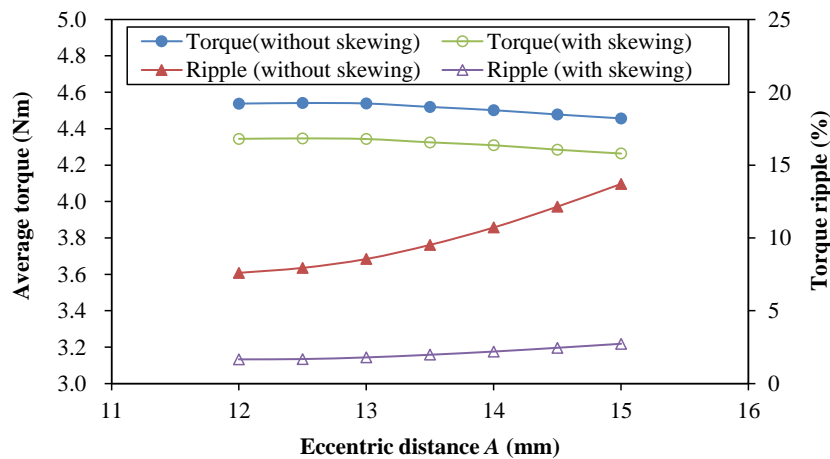 5.0
4.8
4.6
4.4
4.2
4.0
3.8
3.6
3.4
3.2
3.0
Average torque (Nm)
Torque(without skewing) Torque(with skewing)
Ripple (without skewing) Ripple (with skewing)
25
20
15
10
5
0
Torque ripple (%)
11 12 13 14 15 16
Eccentric distance A (mm)